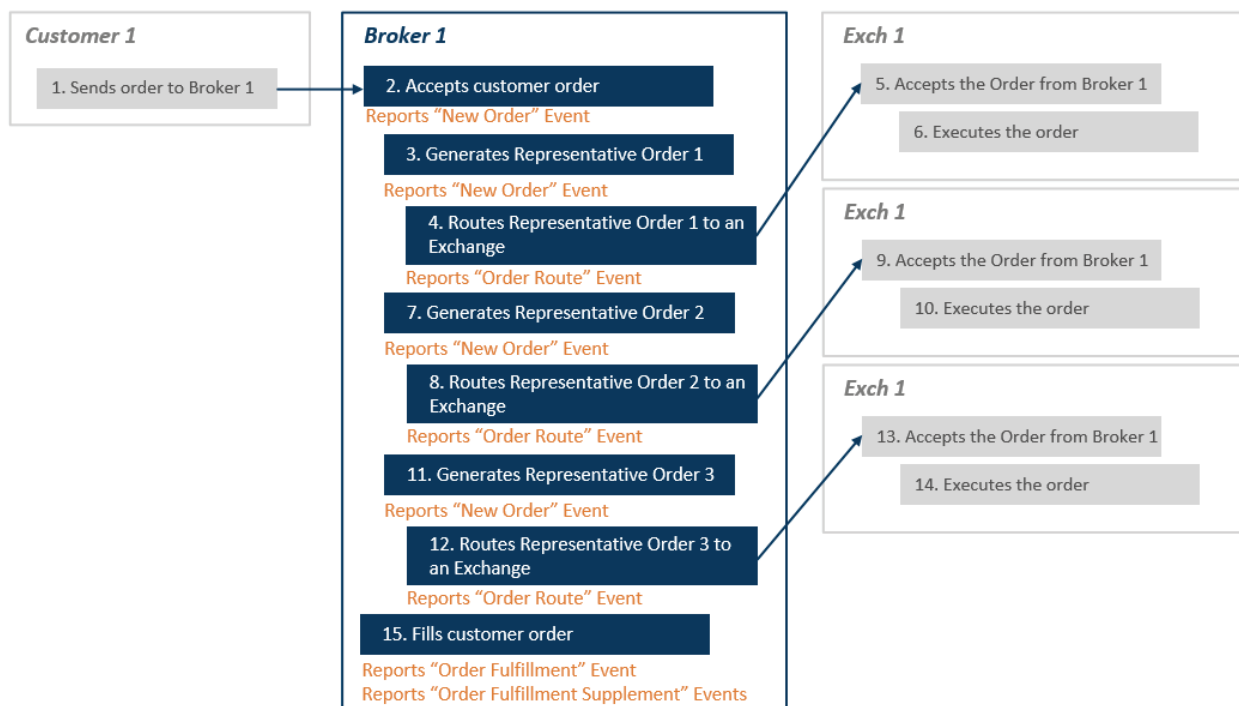 Customer 1
1. Sends order to Broker 1
Broker 1
2. Accepts customer order
Reports “New Order” Event
3. Generates Representative Order 1
Reports “New Order” Event
4. Routes Representative Order 1 to an
Exchange
Reports “Order Route” Event
7. Generates Representative Order 2
Reports “New Order” Event
8. Routes Representative Order 2 to an
Exchange
Reports “Order Route” Event
11. Generates Representative Order 3
Reports “New Order” Event
12. Routes Representative Order 3 to
an Exchange
Reports “Order Route” Event
15. Fills customer order
Reports “Order Fulfillment” Event
Reports “Order Fulfillment Supplement” Events
Exch 1
5. Accepts the Order from Broker 1
6. Executes the order
Exch 1
9. Accepts the Order from Broker 1
10. Executes the order
Exch 1
13. Accepts the Order from Broker 1
14. Executes the order